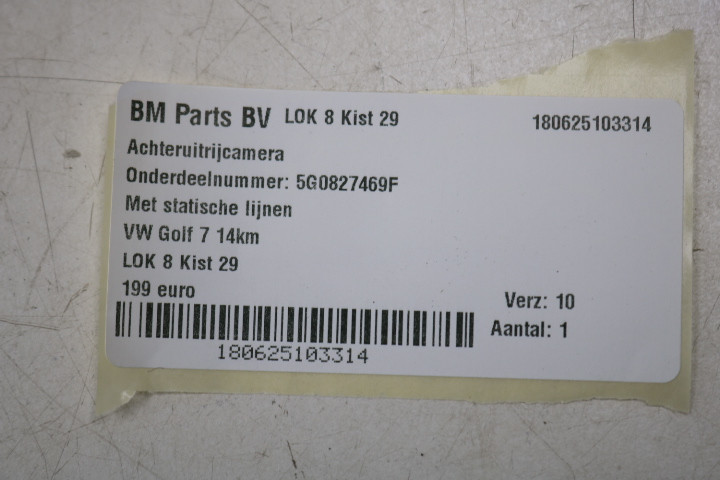 BM Parts BV LOK 8 Kist 29 180625103314
Achteruitrijcamera
Onderdeelnummer: 5G0827469F
Met statische lijnen
VW Golf 7 14km
LOK 8 Kist 29
199 euro
Verz: 10
Aantal: 1
180625103314